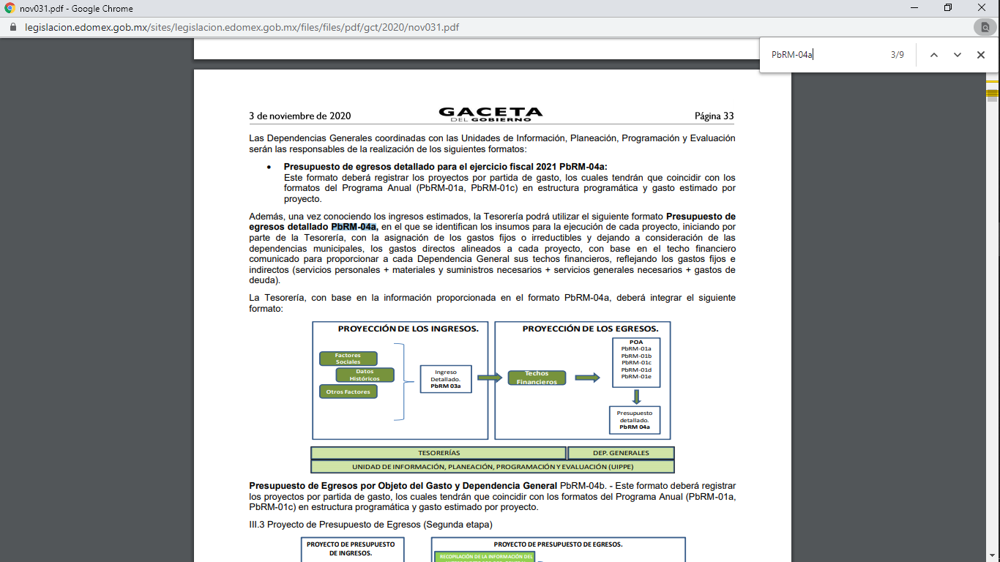 nov031.pdf - Google Chrome
legislacion.edomex.gob.mx/sites/legislacion.edomex.gob.mx/files/files/pdf/gct/2020/nov031.pdf
PbRM-04a 3/9
3 de noviembre de 2020 GACETA DEL GOBIERNO Página 33
Las Dependencias Generales coordinadas con las Unidades de Información, Planeación, Programación y Evaluación
serán las responsables de la realización de los siguientes formatos:
• Presupuesto de egresos detallado para el ejercicio fiscal 2021 PbRM-04a:
Este formato deberá registrar los proyectos por partida de gasto, los cuales tendrán que coincidir con los
formatos del Programa Anual (PbRM-01a, PbRM-01c) en estructura programática y gasto estimado por
proyecto.
Además, una vez conociendo los ingresos estimados, la Tesorería podrá utilizar el siguiente formato Presupuesto de
egresos detallado PbRM-04a, en el que se identifican los insumos para la ejecución de cada proyecto, iniciando por
parte de la Tesorería, con la asignación de los gastos fijos o irreductibles y dejando a consideración de las
dependencias municipales, los gastos directos alineados a cada proyecto, con base en el techo financiero
comunicado para proporcionar a cada Dependencia General sus techos financieros, reflejando los gastos fijos e
indirectos (servicios personales + materiales y suministros necesarios + servicios generales necesarios + gastos de
deuda).
La Tesorería, con base en la información proporcionada en el formato PbRM-04a, deberá integrar el siguiente
formato:
PROYECCIÓN DE LOS INGRESOS.
Factores
Sociales
Datos
Históricos
Otros Factores
Ingreso
Detallado.
PbRM 03a
PROYECCIÓN DE LOS EGRESOS.
Techos
Financieros
POA
PbRM-01a
PbRM-01b
PbRM-01c
PbRM-01d
PbRM-01e
Presupuesto
detallado.
PbRM 04a
TESORERÍAS DEP. GENERALES
UNIDAD DE INFORMACIÓN, PLANEACIÓN, PROGRAMACIÓN Y EVALUACIÓN (UIPPE)
Presupuesto de Egresos por Objeto del Gasto y Dependencia General PbRM-04b. - Este formato deberá registrar
los proyectos por partida de gasto, los cuales tendrán que coincidir con los formatos del Programa Anual (PbRM-01a,
PbRM-01c) en estructura programática y gasto estimado por proyecto.
III.3 Proyecto de Presupuesto de Egresos (Segunda etapa)
PROYECTO DE PRESUPUESTO
DE INGRESOS.
PROYECTO DE PRESUPUESTO DE EGRESOS.
RECOPILACIÓN DE LA INFORMACIÓN DEL